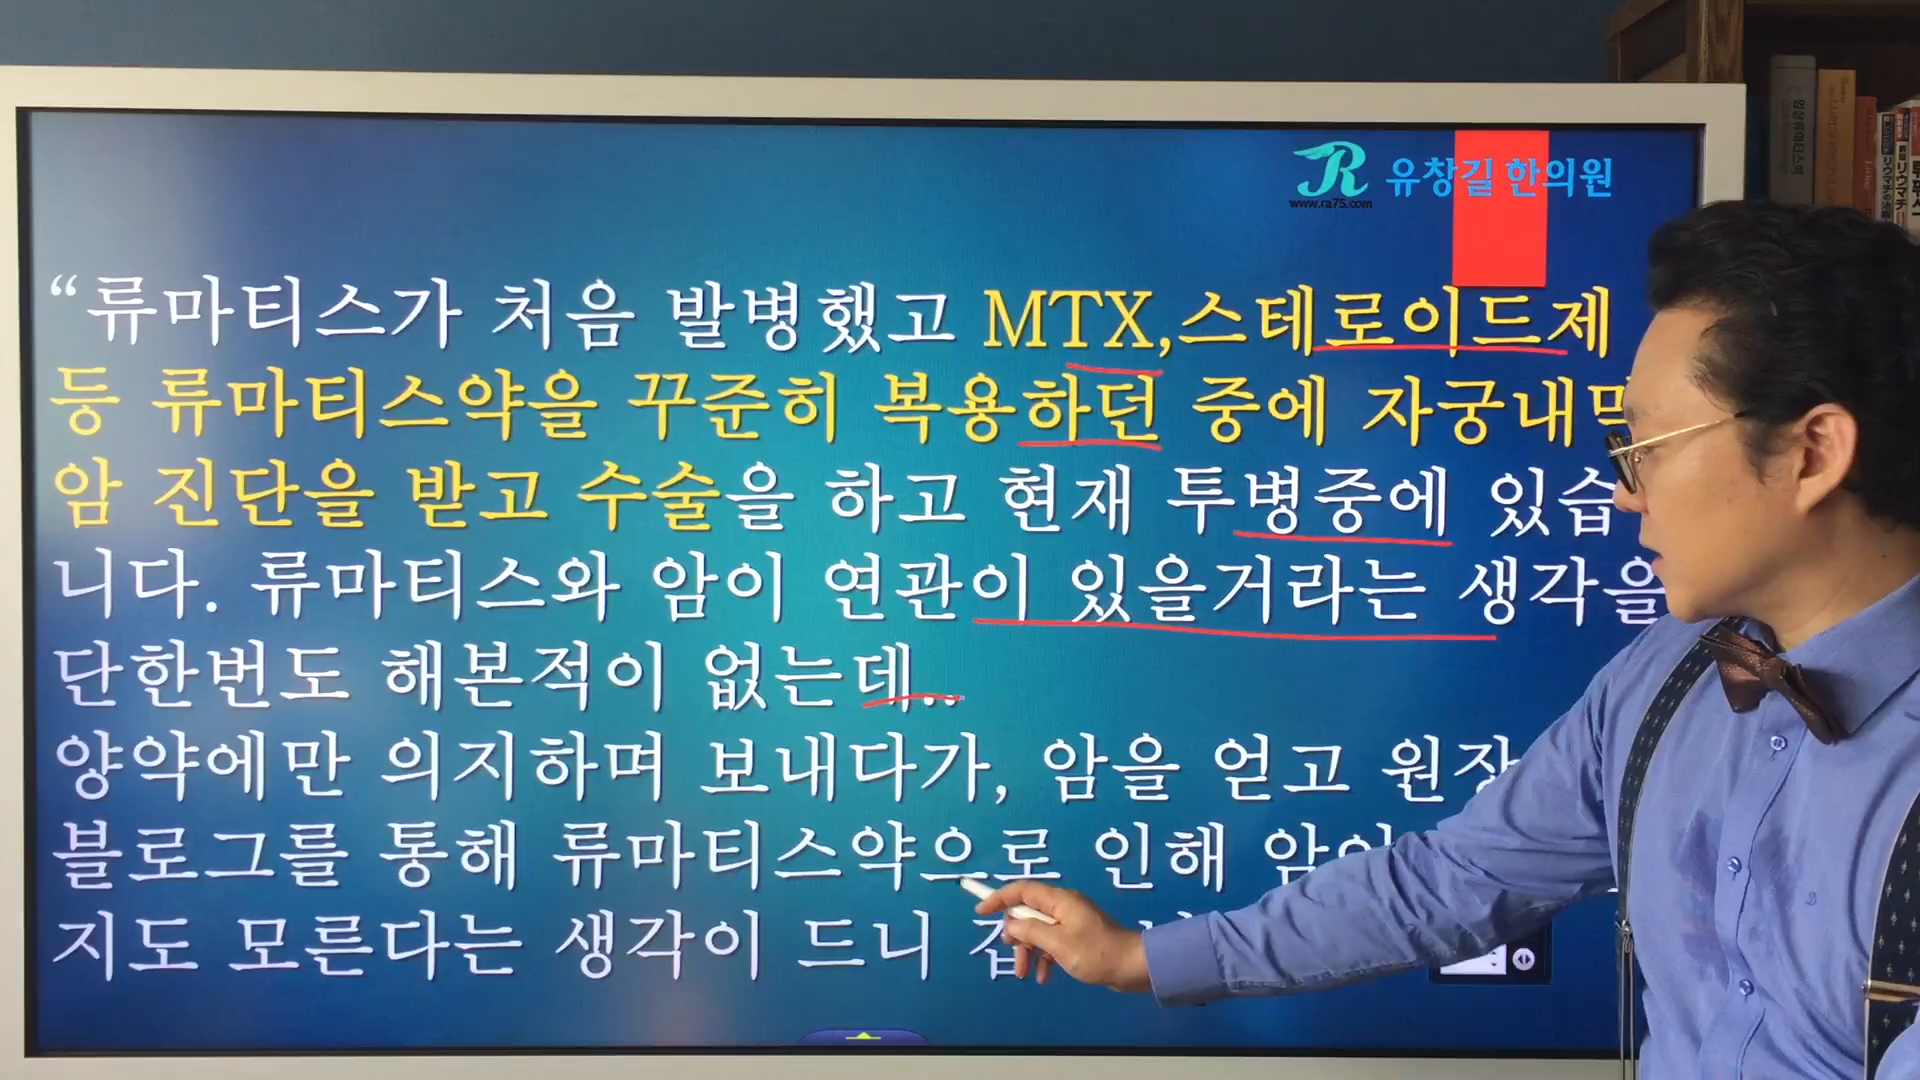 유창길 한의원
www.ra75.com
“류마티스가 처음 발병했고 MTX,스테로이드제
등 류마티스약을 꾸준히 복용하던 중에 자궁내막
암 진단을 받고 수술을 하고 현재 투병중에 있습
니다. 류마티스와 암이 연관이 있을거라는 생각을
단한번도 해본적이 없는데..
양약에만 의지하며 보내다가, 암을 얻고 원장
블로그를 통해 류마티스약으로 인해
지도 모른다는 생각이 드니